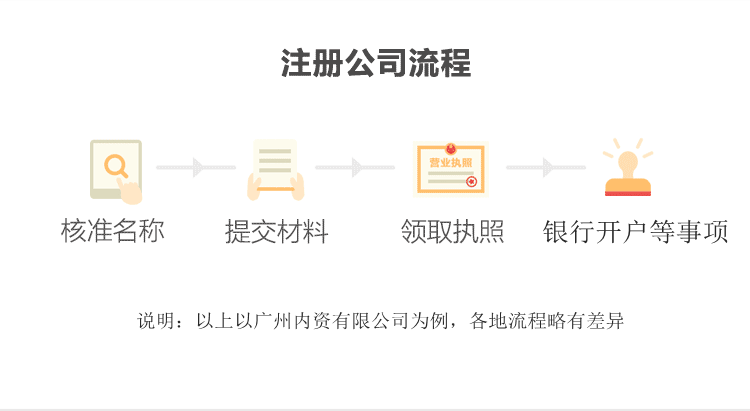 注册公司流程
营业执照
核准名称 提交材料 领取执照 银行开户等事项
说明：以上以广州内资有限公司为例，各地流程略有差异